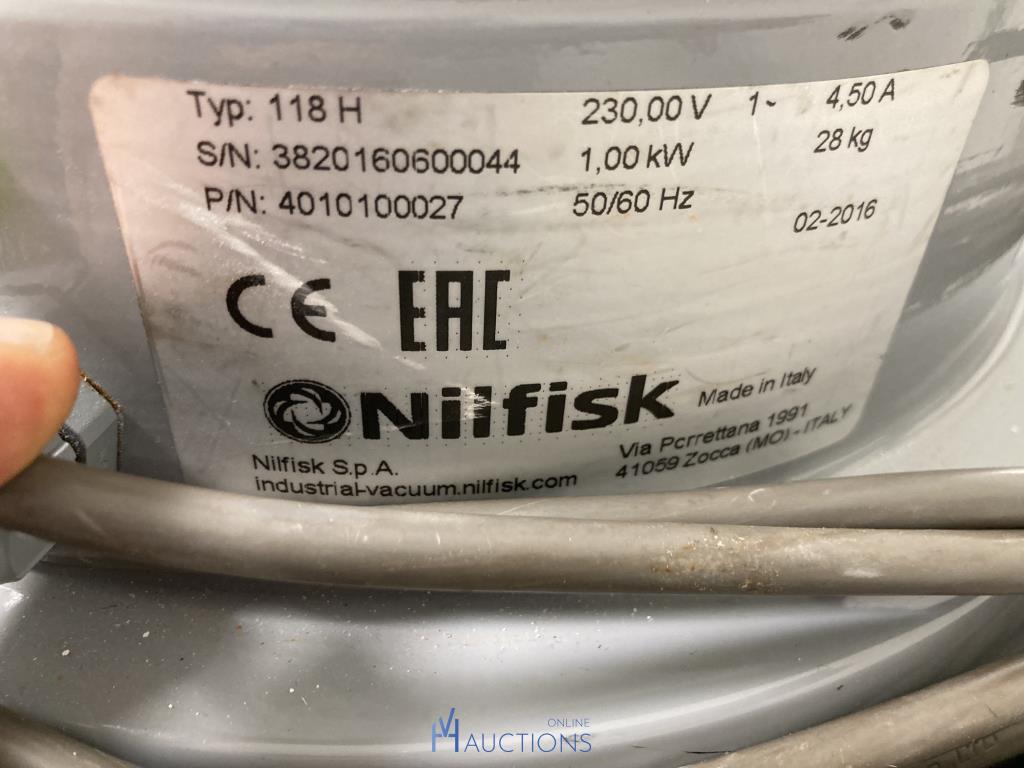 Typ: 118 H 230,00 V 1~ 4,50 A
S/N: 3820160600044 1,00 kW 28 kg
P/N: 4010100027 50/60 Hz 02-2016
CE EAC
Nilfisk Made in Italy
Nilfisk S.p.A. Via Porrettana 1991
industrial-vacuum.nilfisk.com 41059 Zocca (MO) - ITALY
VH ONLINE
AUCTIONS